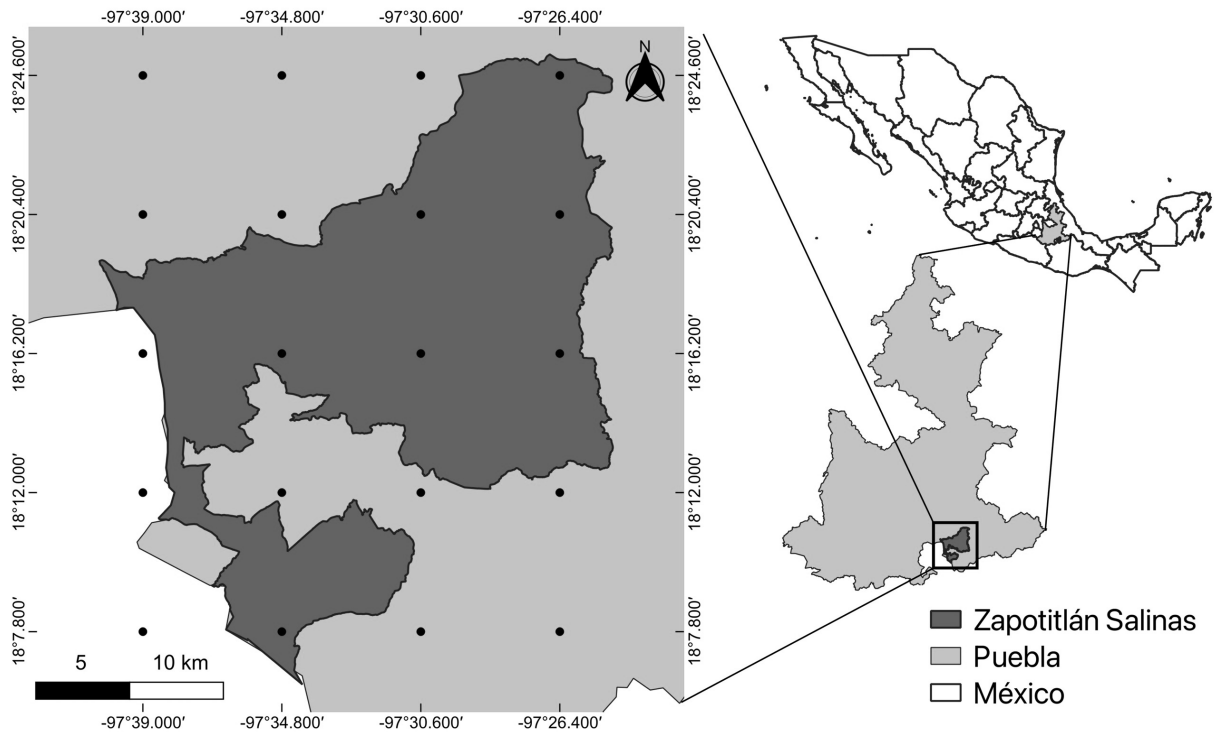 -97°39.000′ -97°34.800′ -97°30.600′ -97°26.400′
N
18°24.600′ 18°24.600′
18°20.400′ 18°20.400′
18°16.200′ 18°16.200′
18°12.000′ 18°12.000′
18°7.800′ 18°7.800′
Zapotitlán Salinas
Puebla
México
5 10 km
-97°39.000′ -97°34.800′ -97°30.600′ -97°26.400′